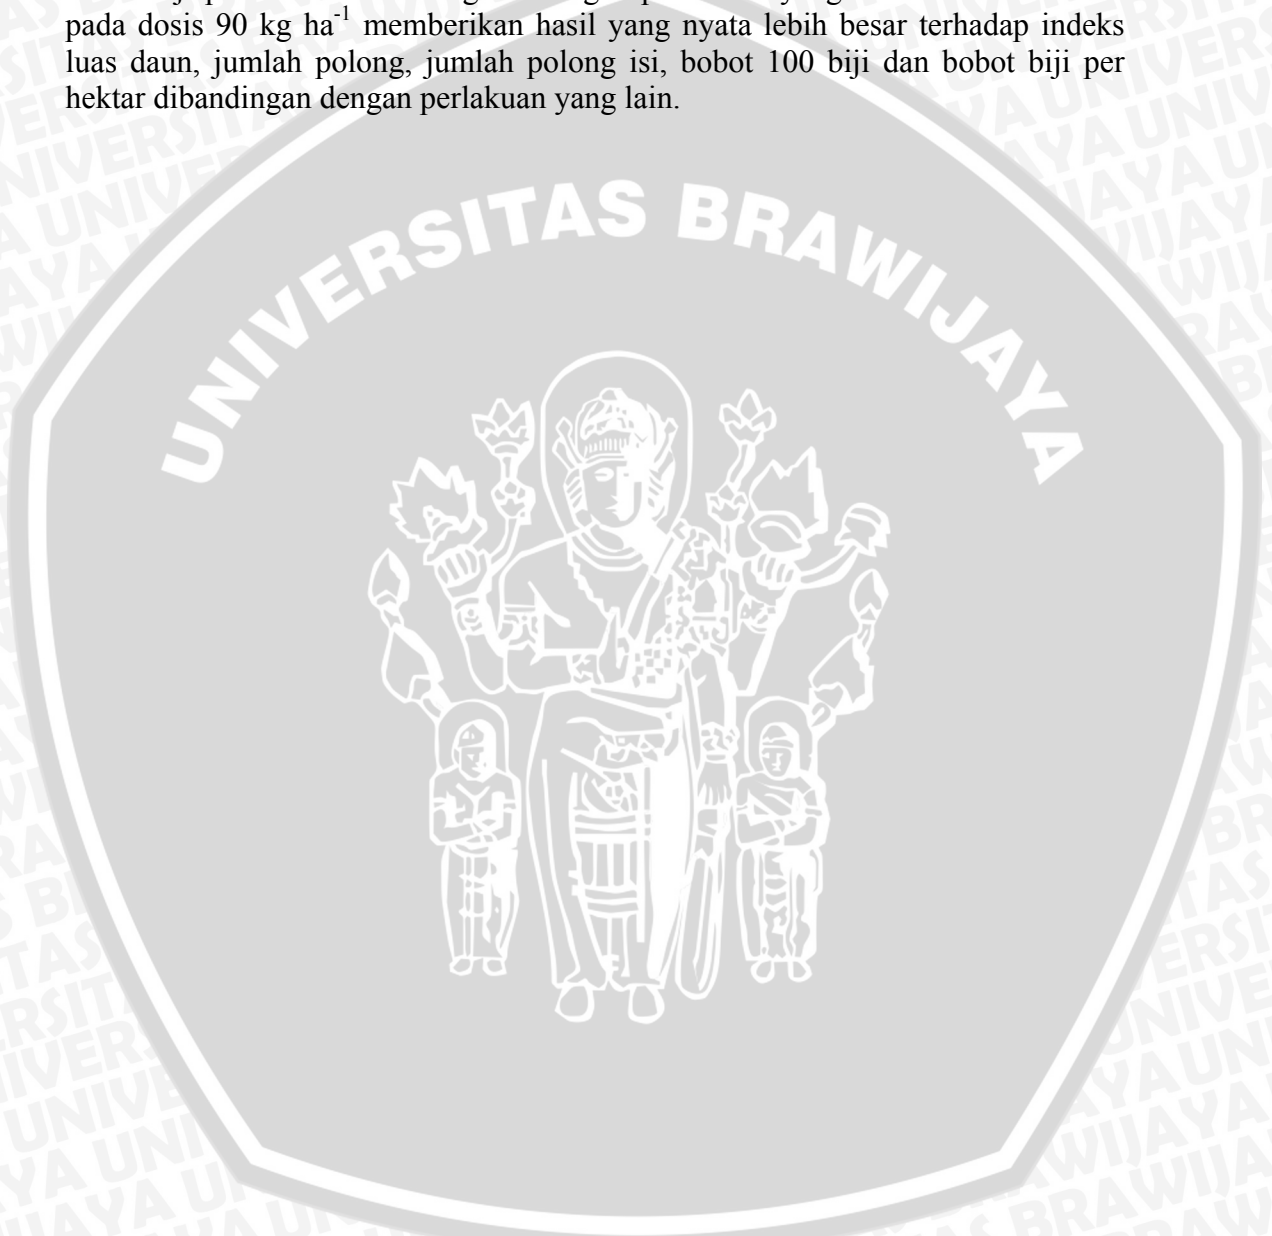 pada dosis 90 kg ha-1 memberikan hasil yang nyata lebih besar terhadap indeks
luas daun, jumlah polong, jumlah polong isi, bobot 100 biji dan bobot biji per
hektar dibandingan dengan perlakuan yang lain.
UNIVERSITAS BRAWIJAYA